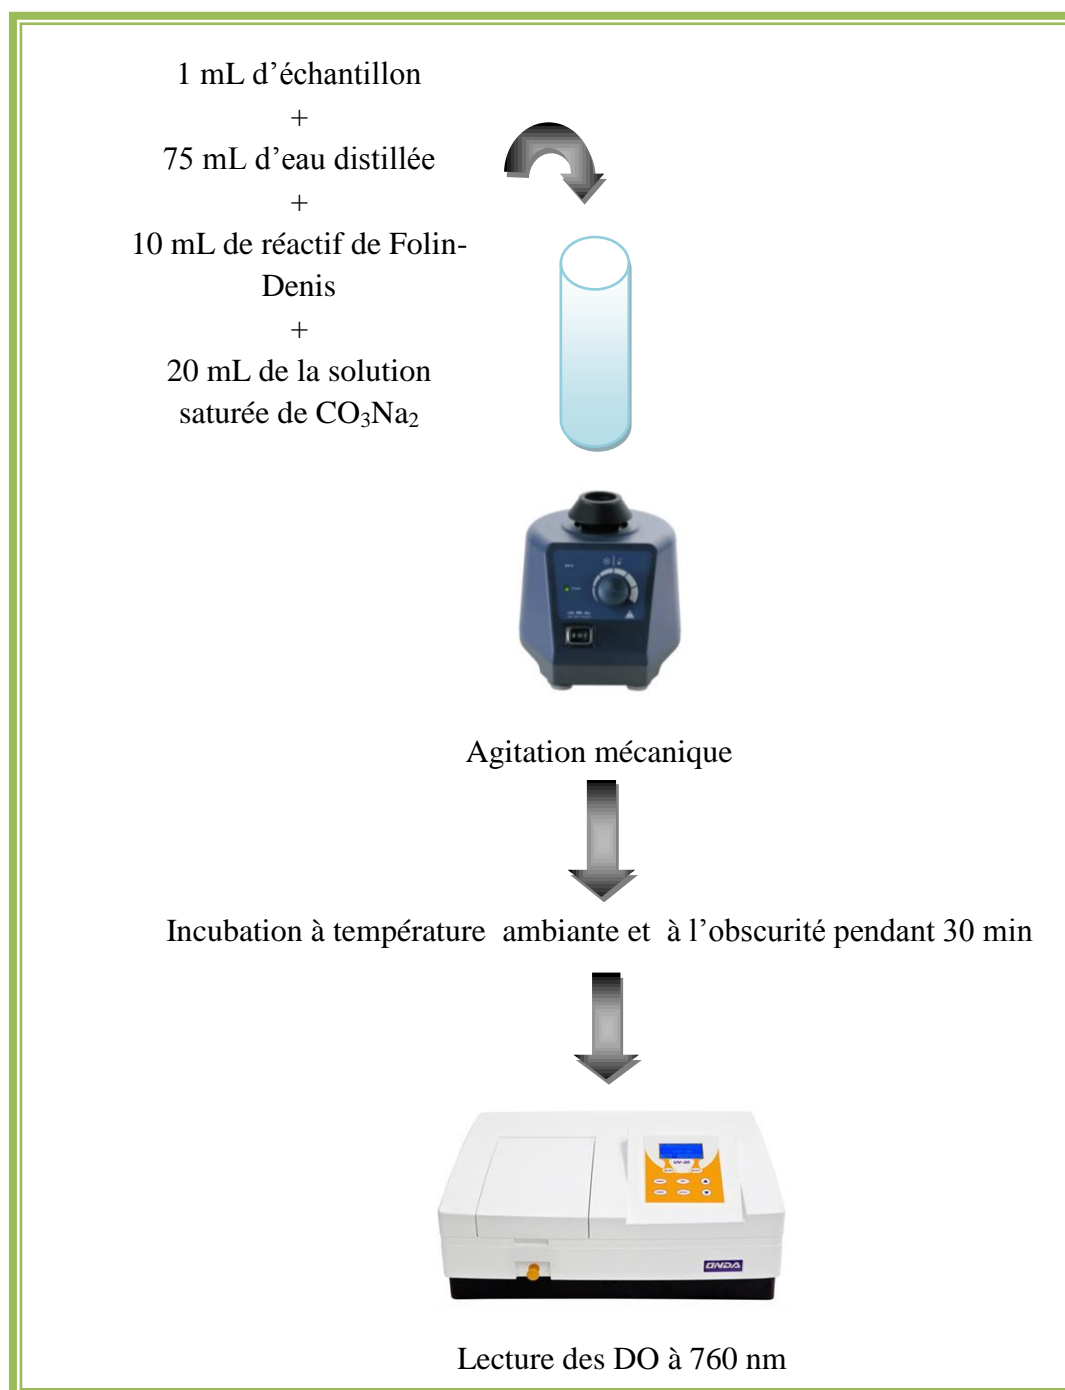 1 mL d’échantillon
+
75 mL d’eau distillée
+
10 mL de réactif de Folin-
Denis
+
20 mL de la solution
saturée de CO₃Na₂
Agitation mécanique
Incubation à température  ambiante et  à l’obscurité pendant 30 min
ONDA
Lecture des DO à 760 nm